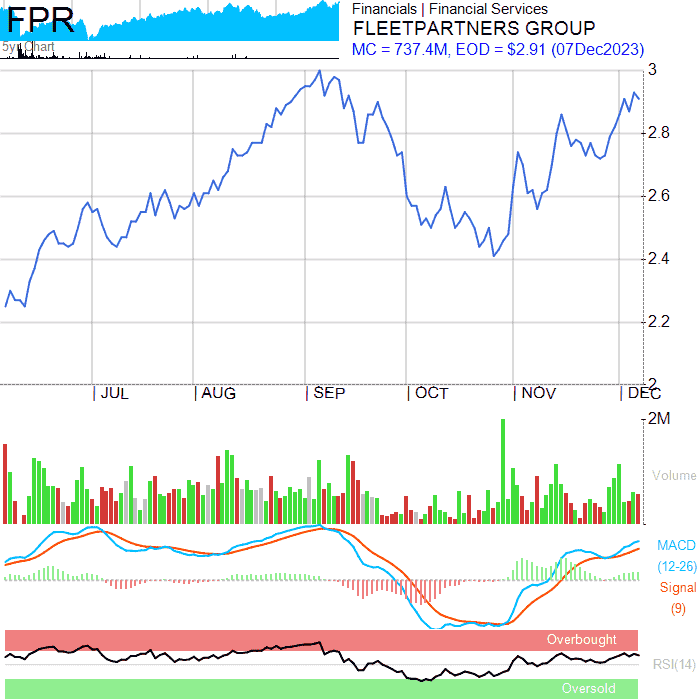 FPR
5yr Chart
Financials | Financial Services
FLEETPARTNERS GROUP
MC = 737.4M, EOD = $2.91 (07Dec2023)
3
2.8
2.6
2.4
2.2
2
JUL AUG SEP OCT NOV DEC
2M
Volume
MACD
(12-26)
Signal
(9)
Overbought
RSI(14)
Oversold